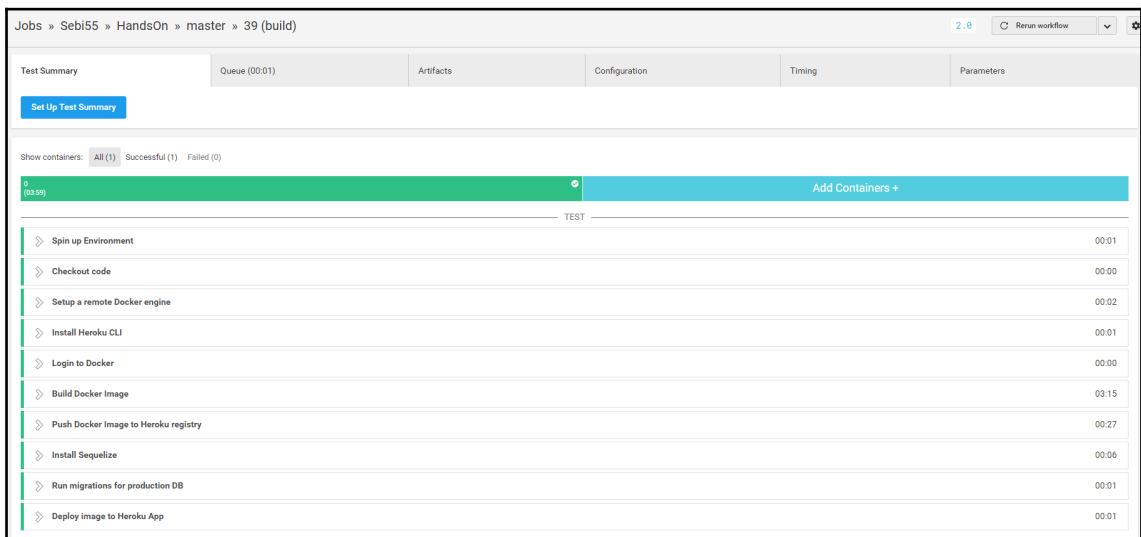 Jobs » Sebi55 » HandsOn » master » 39 (build) 2.0 Rerun workflow
Test Summary Queue (00:01) Artifacts Configuration Timing Parameters
Set Up Test Summary
Show containers: All (1) Successful (1) Failed (0)
0
(03:59) Add Containers +
TEST
Spin up Environment 00:01
Checkout code 00:00
Setup a remote Docker engine 00:02
Install Heroku CLI 00:01
Login to Docker 00:00
Build Docker Image 03:15
Push Docker Image to Heroku registry 00:27
Install Sequelize 00:06
Run migrations for production DB 00:01
Deploy image to Heroku App 00:01